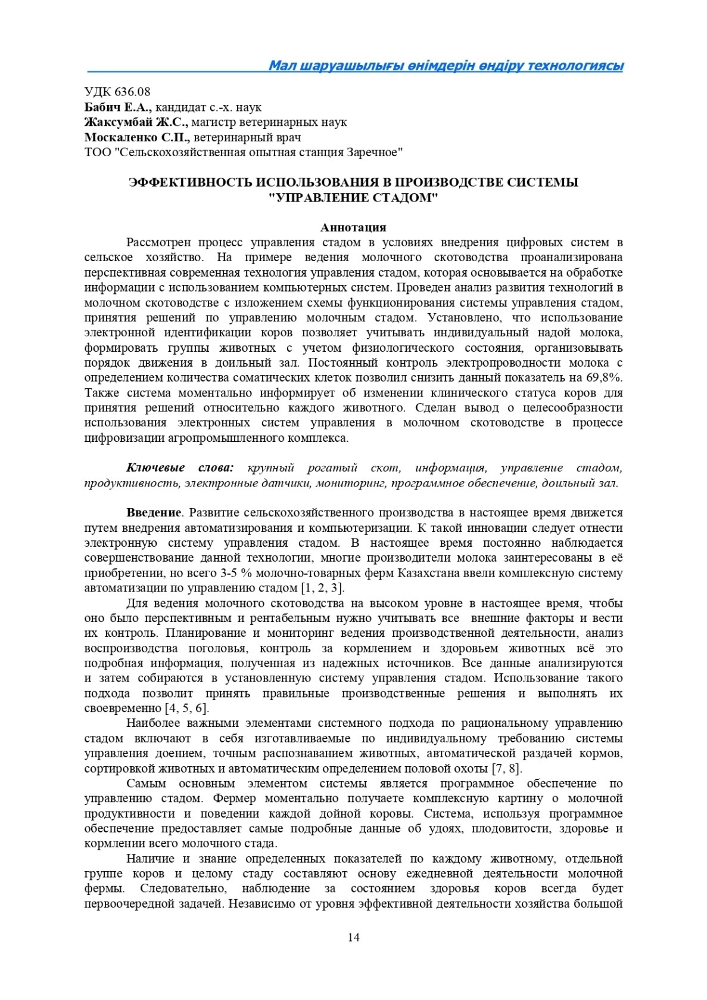 Мал шаруашылығы өнімдерін өндіру технологиясы
УДК 636.08
Бабич Е.А., кандидат с.-х. наук
Жаксумбай Ж.С., магистр ветеринарных наук
Москаленко С.П., ветеринарный врач
ТОО "Сельскохозяйственная опытная станция Заречное"
ЭФФЕКТИВНОСТЬ ИСПОЛЬЗОВАНИЯ В ПРОИЗВОДСТВЕ СИСТЕМЫ
"УПРАВЛЕНИЕ СТАДОМ"
Аннотация
Рассмотрен процесс управления стадом в условиях внедрения цифровых систем в
сельское хозяйство. На примере ведения молочного скотоводства проанализирована
перспективная современная технология управления стадом, которая основывается на обработке
информации с использованием компьютерных систем. Проведен анализ развития технологий в
молочном скотоводстве с изложением схемы функционирования системы управления стадом,
принятия решений по управлению молочным стадом. Установлено, что использование
электронной идентификации коров позволяет учитывать индивидуальный надой молока,
формировать группы животных с учетом физиологического состояния, организовывать
порядок движения в доильный зал. Постоянный контроль электропроводности молока с
определением количества соматических клеток позволил снизить данный показатель на 69,8%.
Также система моментально информирует об изменении клинического статуса коров для
принятия решений относительно каждого животного. Сделан вывод о целесообразности
использования электронных систем управления в молочном скотоводстве в процессе
цифровизации агропромышленного комплекса.
Ключевые слова: крупный рогатый скот, информация, управление стадом,
продуктивность, электронные датчики, мониторинг, программное обеспечение, доильный зал.
Введение. Развитие сельскохозяйственного производства в настоящее время движется
путем внедрения автоматизирования и компьютеризации. К такой инновации следует отнести
электронную систему управления стадом. В настоящее время постоянно наблюдается
совершенствование данной технологии, многие производители молока заинтересованы в её
приобретении, но всего 3-5 % молочно-товарных ферм Казахстана ввели комплексную систему
автоматизации по управлению стадом [1, 2, 3].
Для ведения молочного скотоводства на высоком уровне в настоящее время, чтобы
оно было перспективным и рентабельным нужно учитывать все внешние факторы и вести
их контроль. Планирование и мониторинг ведения производственной деятельности, анализ
воспроизводства поголовья, контроль за кормлением и здоровьем животных всё это
подробная информация, полученная из надежных источников. Все данные анализируются
и затем собираются в установленную систему управления стадом. Использование такого
подхода позволит принять правильные производственные решения и выполнять их
своевременно [4, 5, 6].
Наиболее важными элементами системного подхода по рациональному управлению
стадом включают в себя изготавливаемые по индивидуальному требованию системы
управления доением, точным распознаванием животных, автоматической раздачей кормов,
сортировкой животных и автоматическим определением половой охоты [7, 8].
Самым основным элементом системы является программное обеспечение по
управлению стадом. Фермер моментально получаете комплексную картину о молочной
продуктивности и поведении каждой дойной коровы. Система, используя программное
обеспечение предоставляет самые подробные данные об удоях, плодовитости, здоровье и
кормлении всего молочного стада.
Наличие и знание определенных показателей по каждому животному, отдельной
группе коров и целому стаду составляют основу ежедневной деятельности молочной
фермы. Следовательно, наблюдение за состоянием здоровья коров всегда будет
первоочередной задачей. Независимо от уровня эффективной деятельности хозяйства большой
14